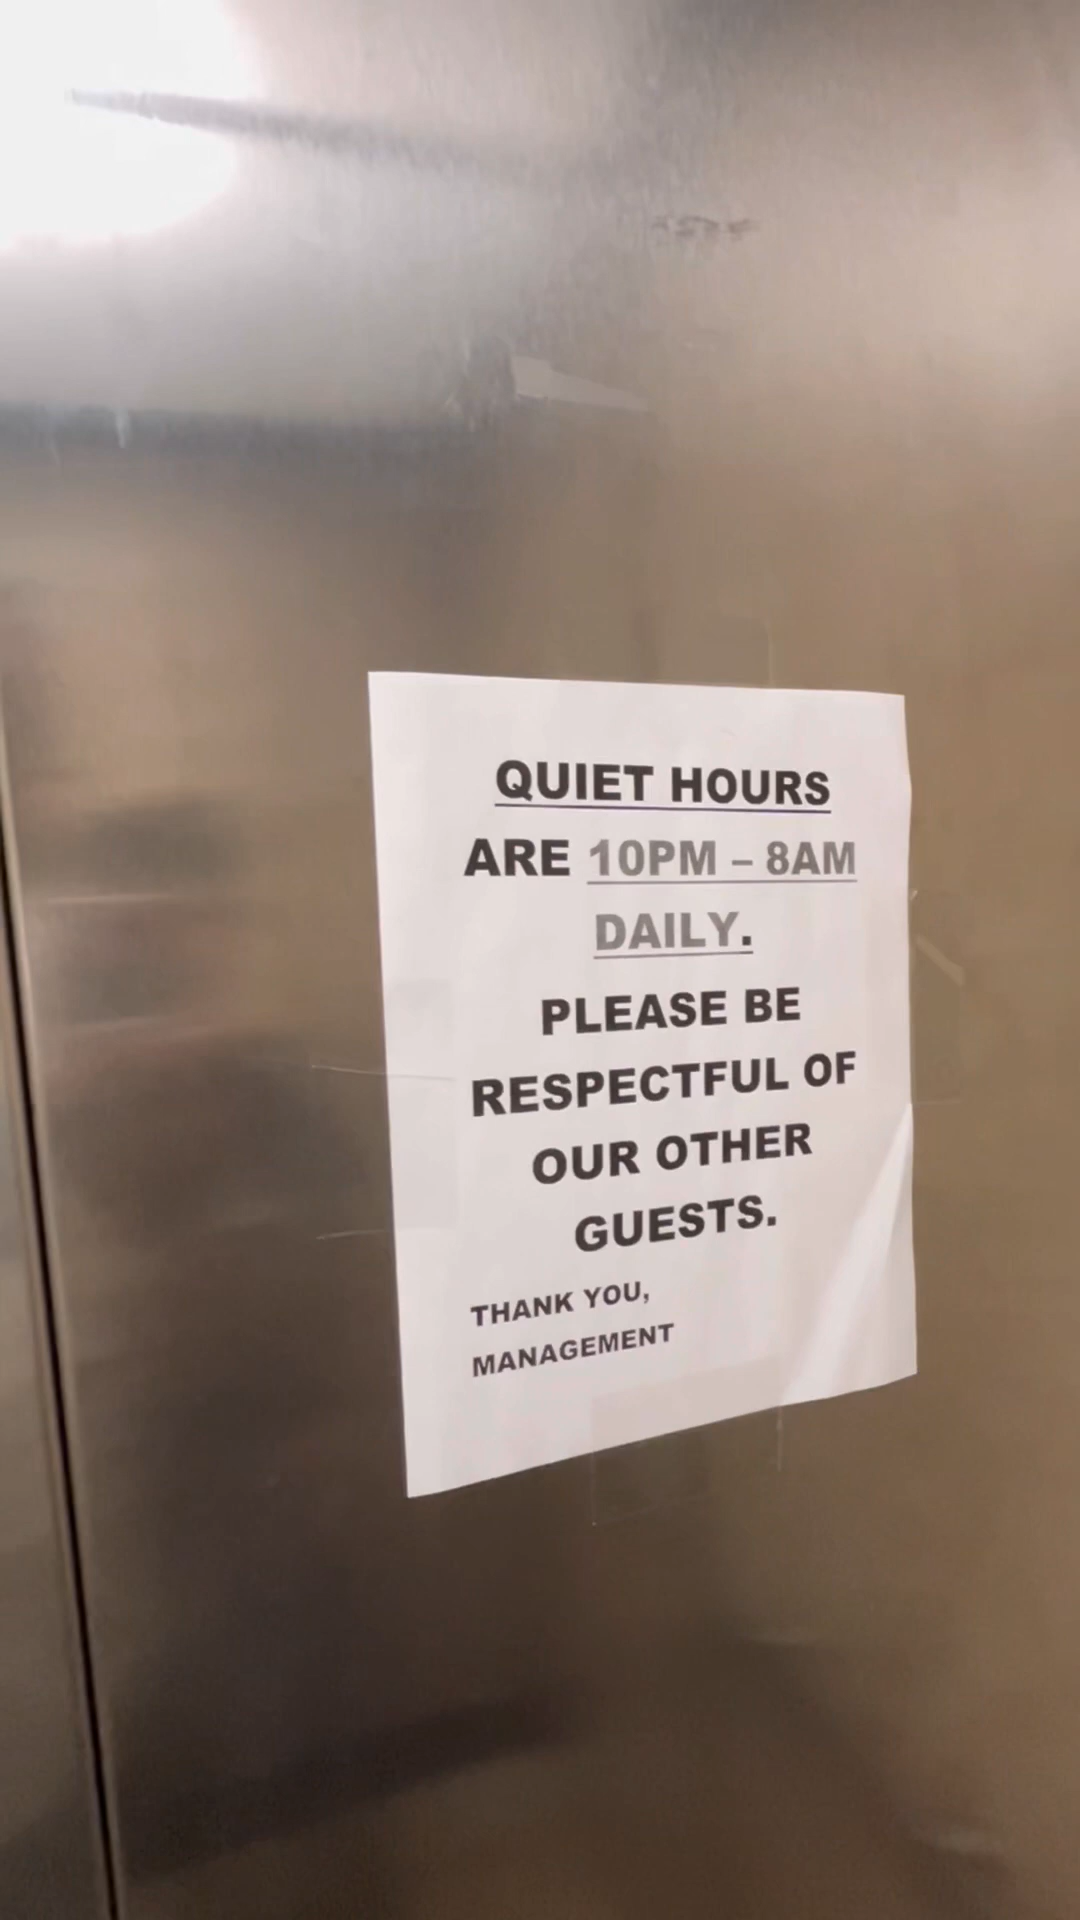 QUIET HOURS
ARE 10PM – 8AM
DAILY.
PLEASE BE
RESPECTFUL OF
OUR OTHER
GUESTS.
THANK YOU,
MANAGEMENT